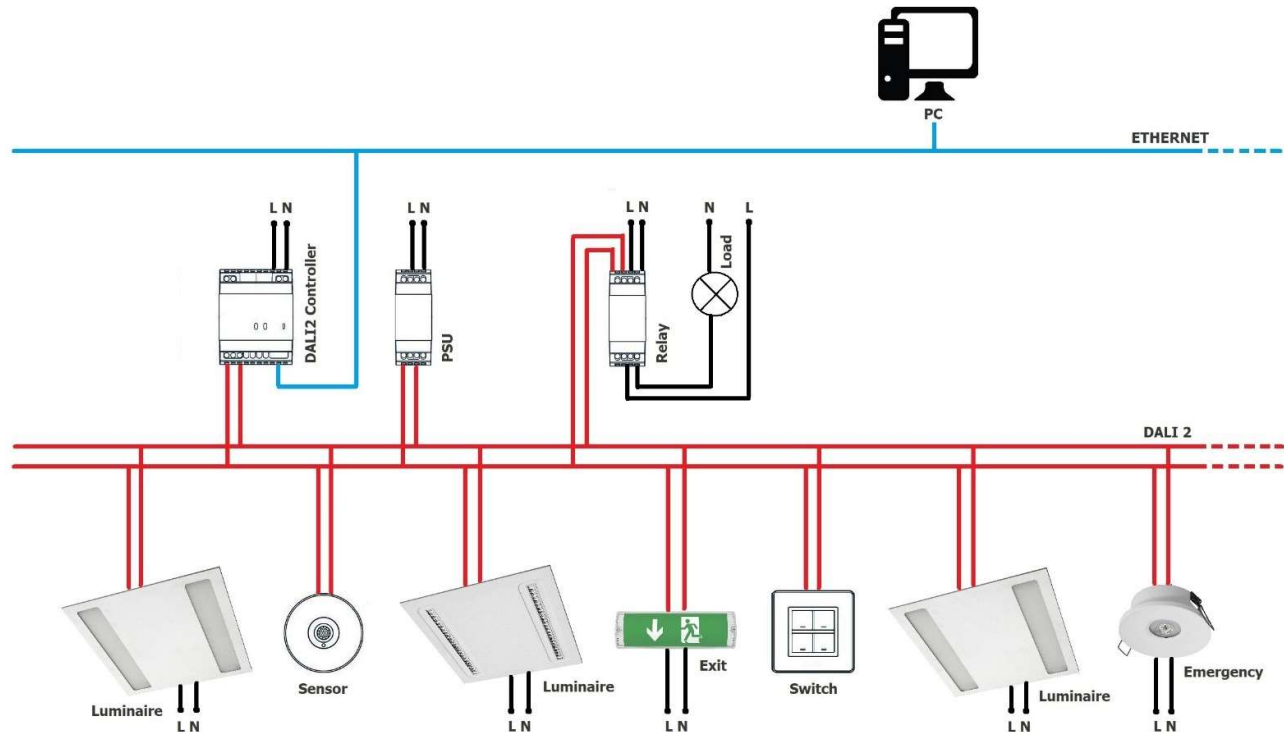 PC
ETHERNET
L N
L N
L N
N
L
DALI2 Controller
PSU
Relay
Load
DALI 2
Luminaire
L N
Sensor
Luminaire
L N
Exit
L N
Switch
Luminaire
L N
Emergency
L N